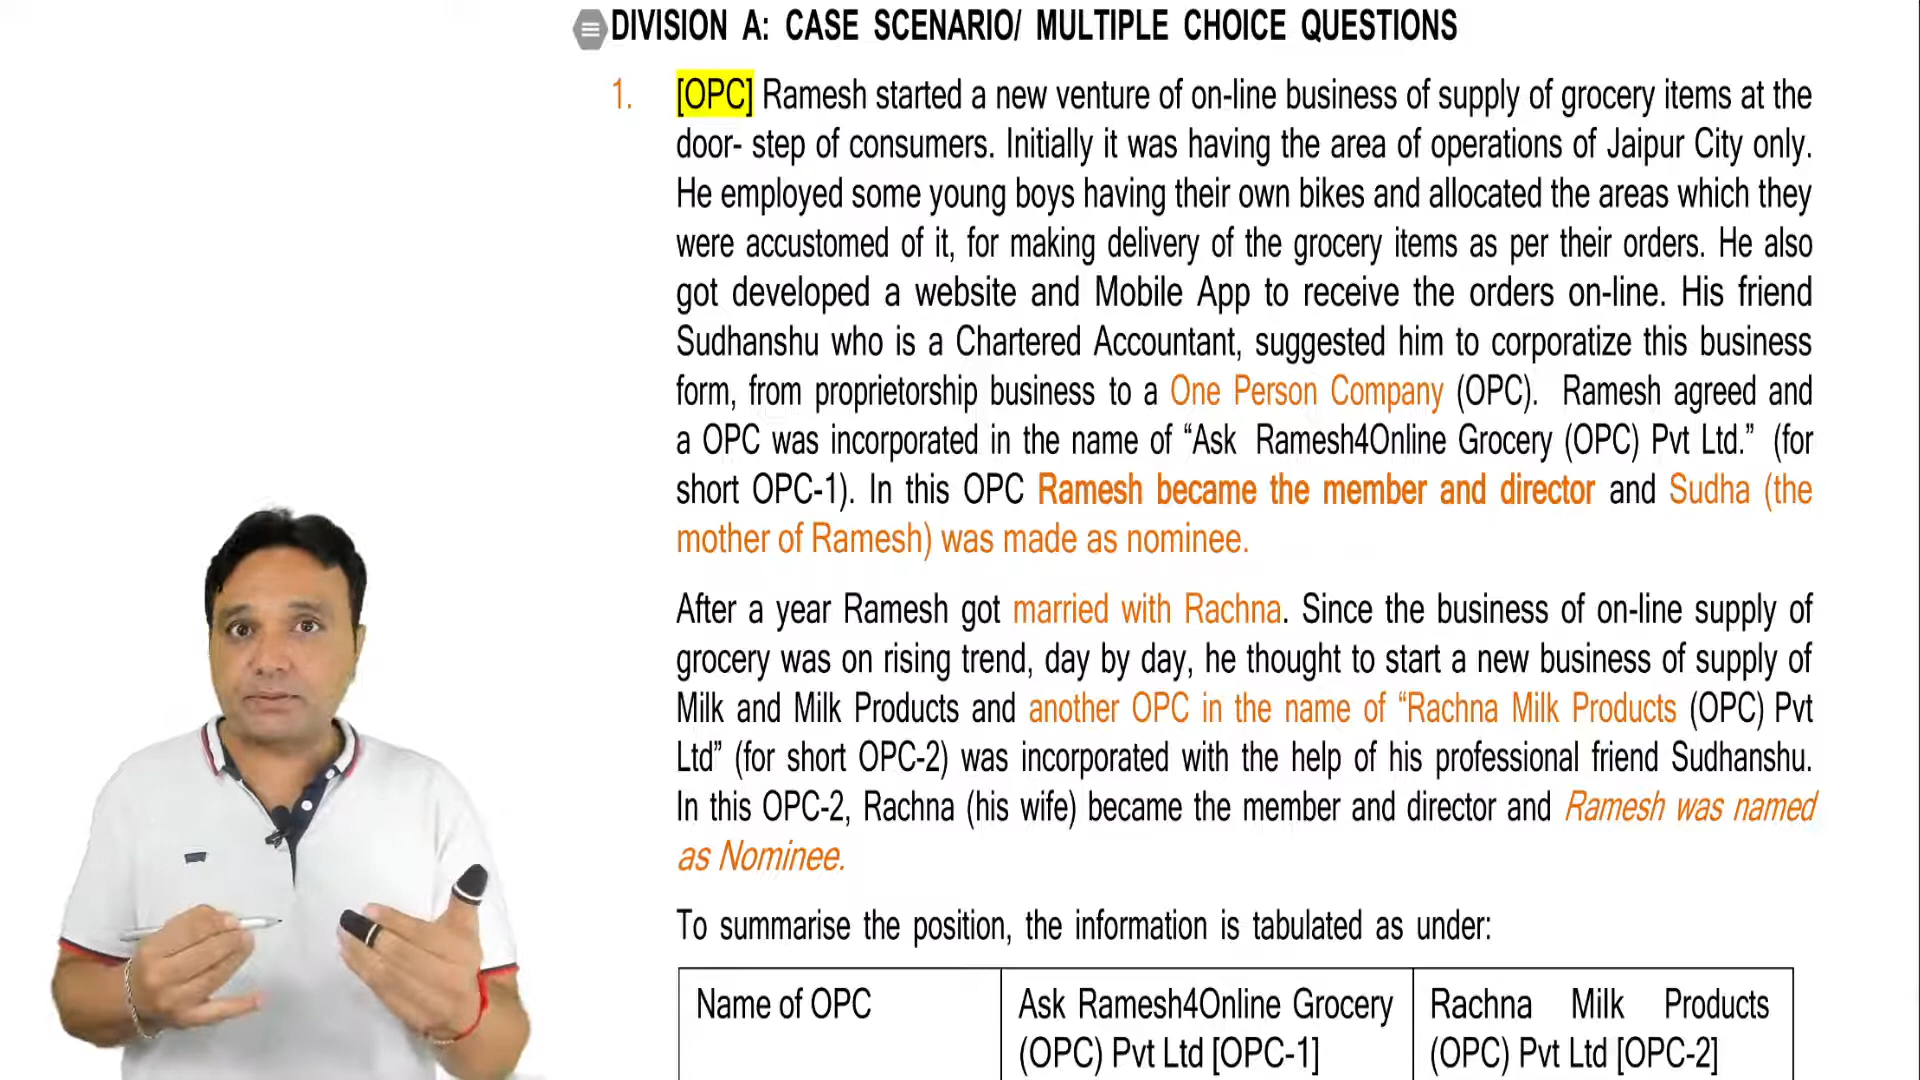 DIVISION A: CASE SCENARIO/ MULTIPLE CHOICE QUESTIONS
1. [OPC] Ramesh started a new venture of on-line business of supply of grocery items at the
door- step of consumers. Initially it was having the area of operations of Jaipur City only.
He employed some young boys having their own bikes and allocated the areas which they
were accustomed of it, for making delivery of the grocery items as per their orders. He also
got developed a website and Mobile App to receive the orders on-line. His friend
Sudhanshu who is a Chartered Accountant, suggested him to corporatize this business
form, from proprietorship business to a One Person Company (OPC). Ramesh agreed and
a OPC was incorporated in the name of “Ask Ramesh4Online Grocery (OPC) Pvt Ltd.” (for
short OPC-1). In this OPC Ramesh became the member and director and Sudha (the
mother of Ramesh) was made as nominee.
After a year Ramesh got married with Rachna. Since the business of on-line supply of
grocery was on rising trend, day by day, he thought to start a new business of supply of
Milk and Milk Products and another OPC in the name of “Rachna Milk Products (OPC) Pvt
Ltd” (for short OPC-2) was incorporated with the help of his professional friend Sudhanshu.
In this OPC-2, Rachna (his wife) became the member and director and Ramesh was named
as Nominee.
To summarise the position, the information is tabulated as under:
Name of OPC
Ask Ramesh4Online Grocery
(OPC) Pvt Ltd [OPC-1]
Rachna Milk Products
(OPC) Pvt Ltd [OPC-2]